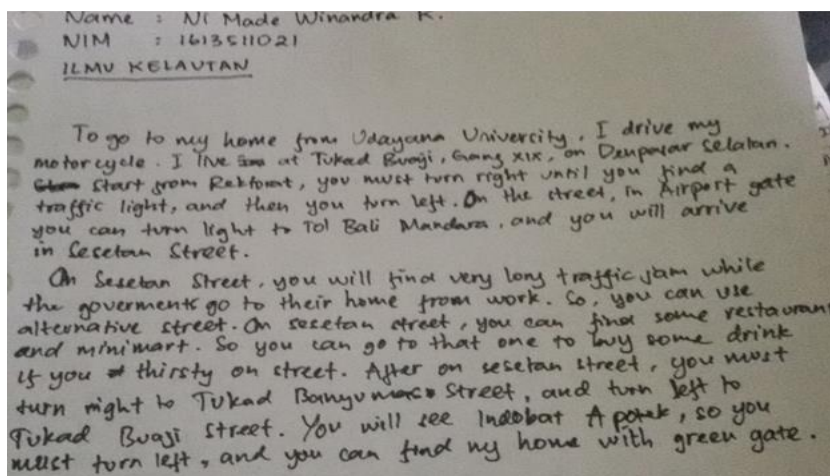 Name : Ni Made Winandra K.
NIM : 1613511021
ILMU KELAUTAN
To go to my home from Udayana University, I drive my
motorcycle. I live at Tukad Buaji, Gang XIX, on Denpasar Selatan.
Start from Rektorat, you must turn right until you find a
traffic light, and then you turn left. On the street, in Airport gate
you can turn light to Tol Bali Mandara, and you will arrive
in Sesetan Street.
On Sesetan Street, you will find very long traffic jam while
the goverments go to their home from work. So, you can use
alternative street. On sesetan street, you can find some restaurant
and minimart. So you can go to that one to buy some drink
if you thirsty on street. After on sesetan street, you must
turn right to Tukad Street, and turn left to
Tukad Buaji Street. You will see Indobat Apotek, so you
must turn left, and you can find my home with green gate.